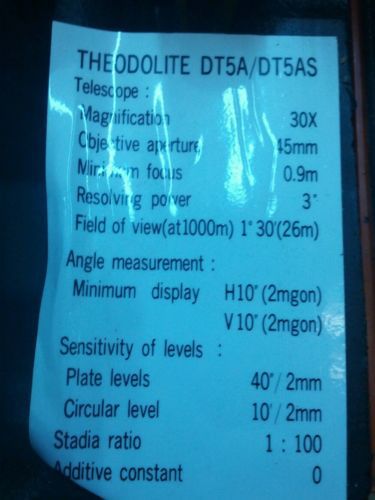 THEODOLITE DT5A/DT5AS
Telescope :
Magnification 30X
Objective aperture 45mm
Minimum focus 0.9m
Resolving power 3"
Field of view(at1000m) 1° 30'(26m)
Angle measurement :
Minimum display H10" (2mgon)
V10" (2mgon)
Sensitivity of levels :
Plate levels 40"/2mm
Circular level 10'/2mm
Stadia ratio 1 : 100
Additive constant 0